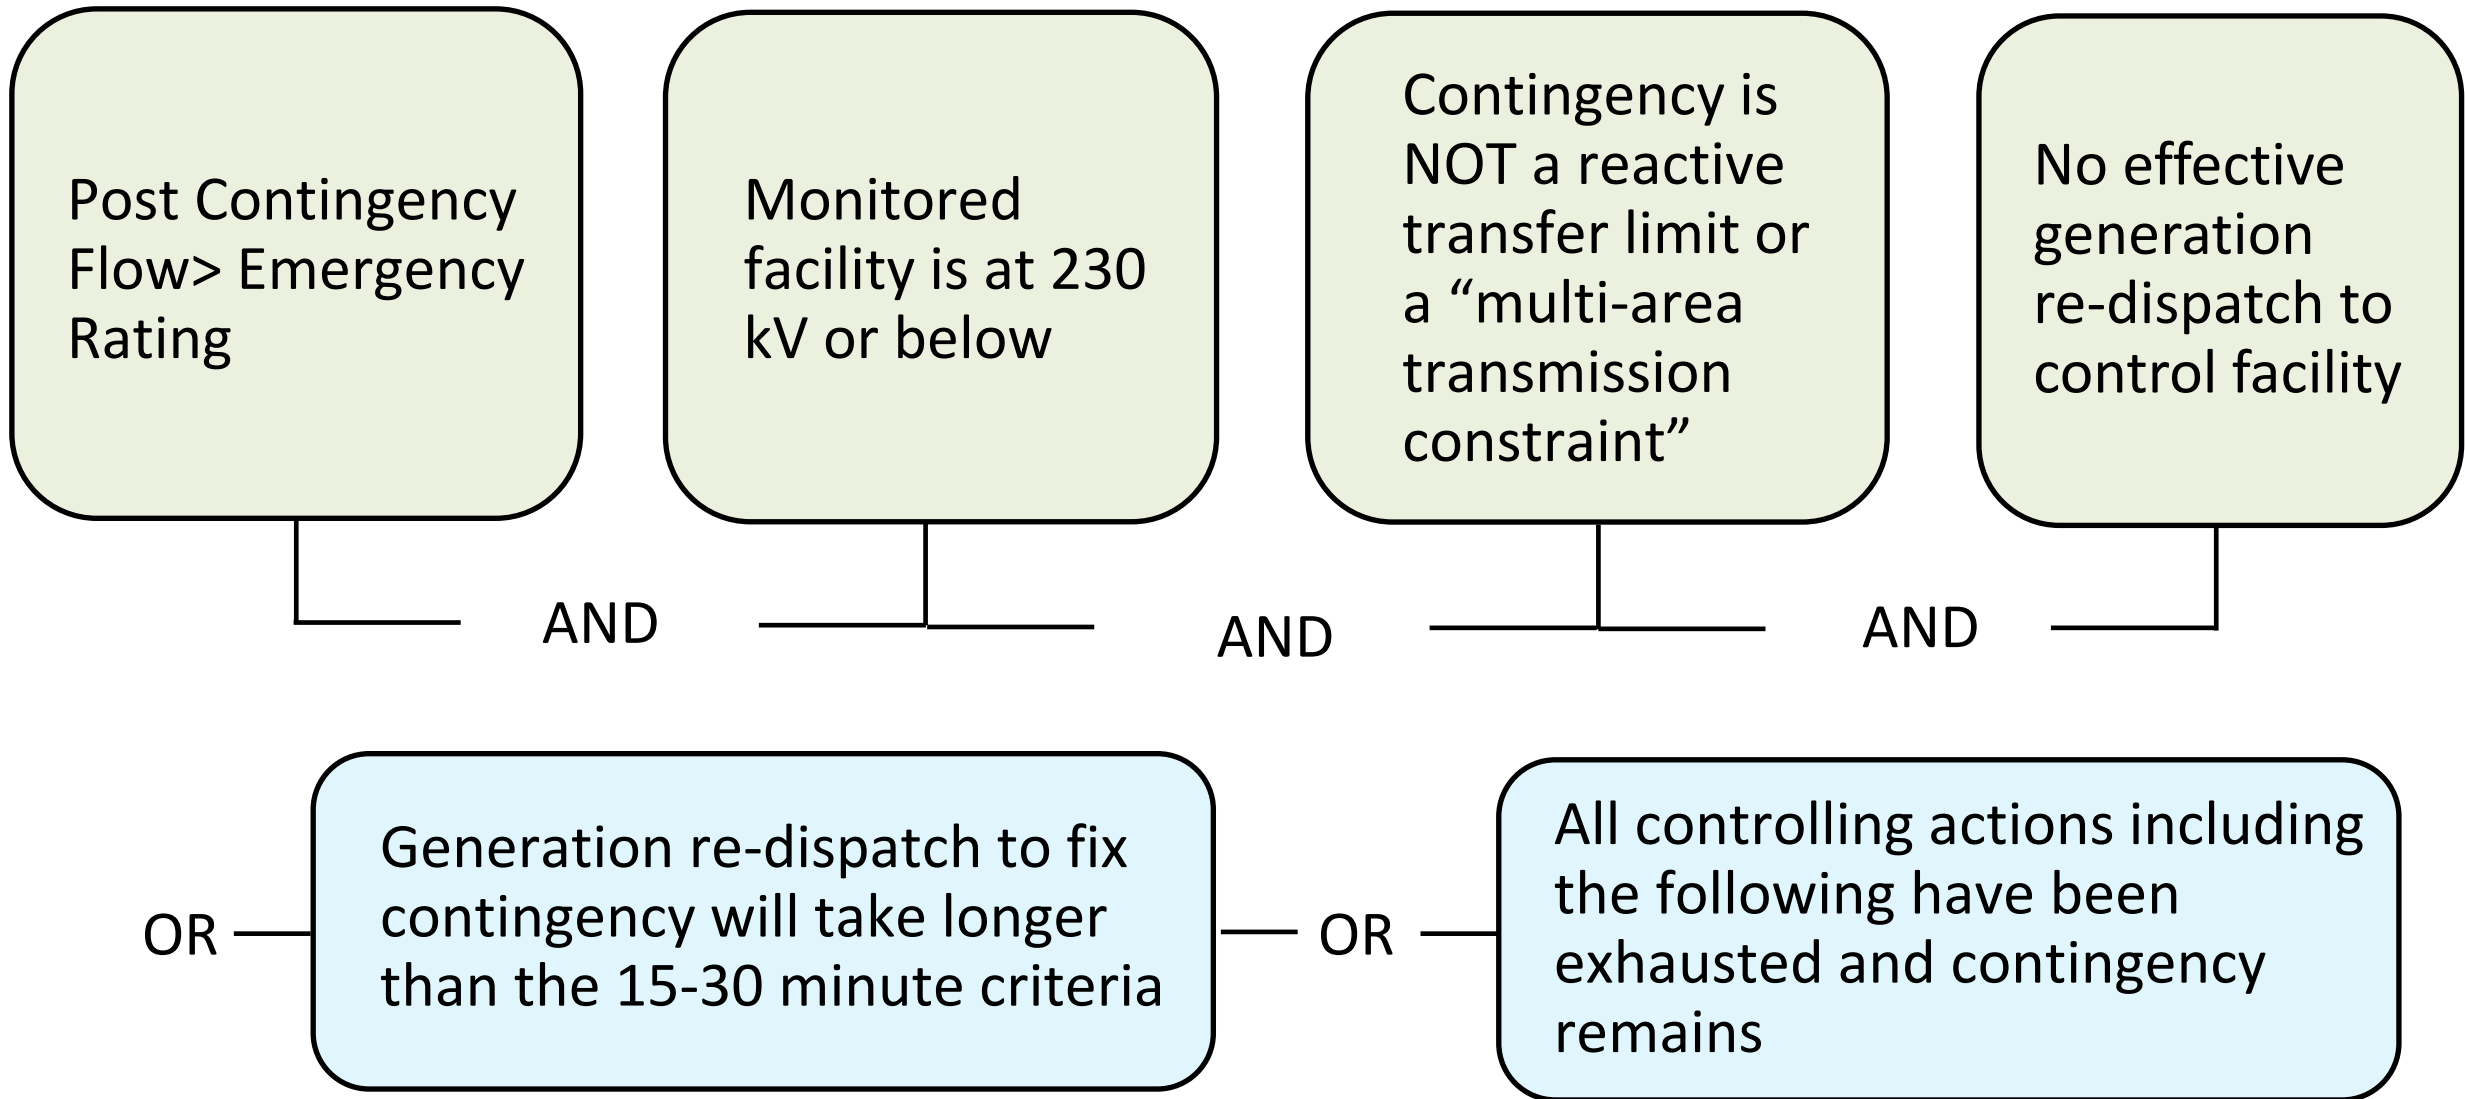 Post Contingency
Flow> Emergency
Rating
Monitored
facility is at 230
kV or below
Contingency is
NOT a reactive
transfer limit or
a “multi-area
transmission
constraint”
No effective
generation
re-dispatch to
control facility
AND
AND
AND
OR
Generation re-dispatch to fix
contingency will take longer
than the 15-30 minute criteria
OR
All controlling actions including
the following have been
exhausted and contingency
remains